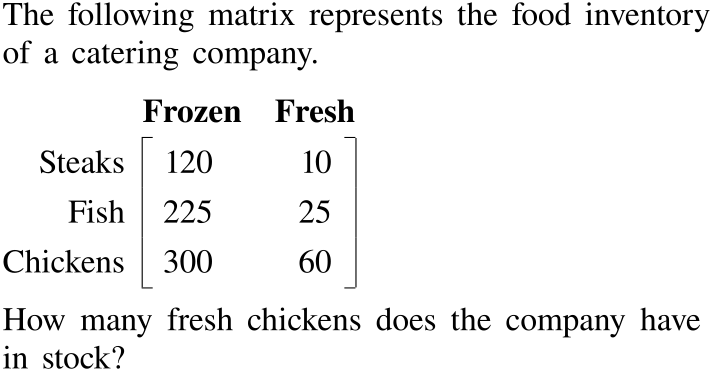 The following matrix represents the food inventory
of a catering company.
Frozen Fresh
Steaks 120 10
Fish 225 25
Chickens 300 60
How many fresh chickens does the company have
in stock?